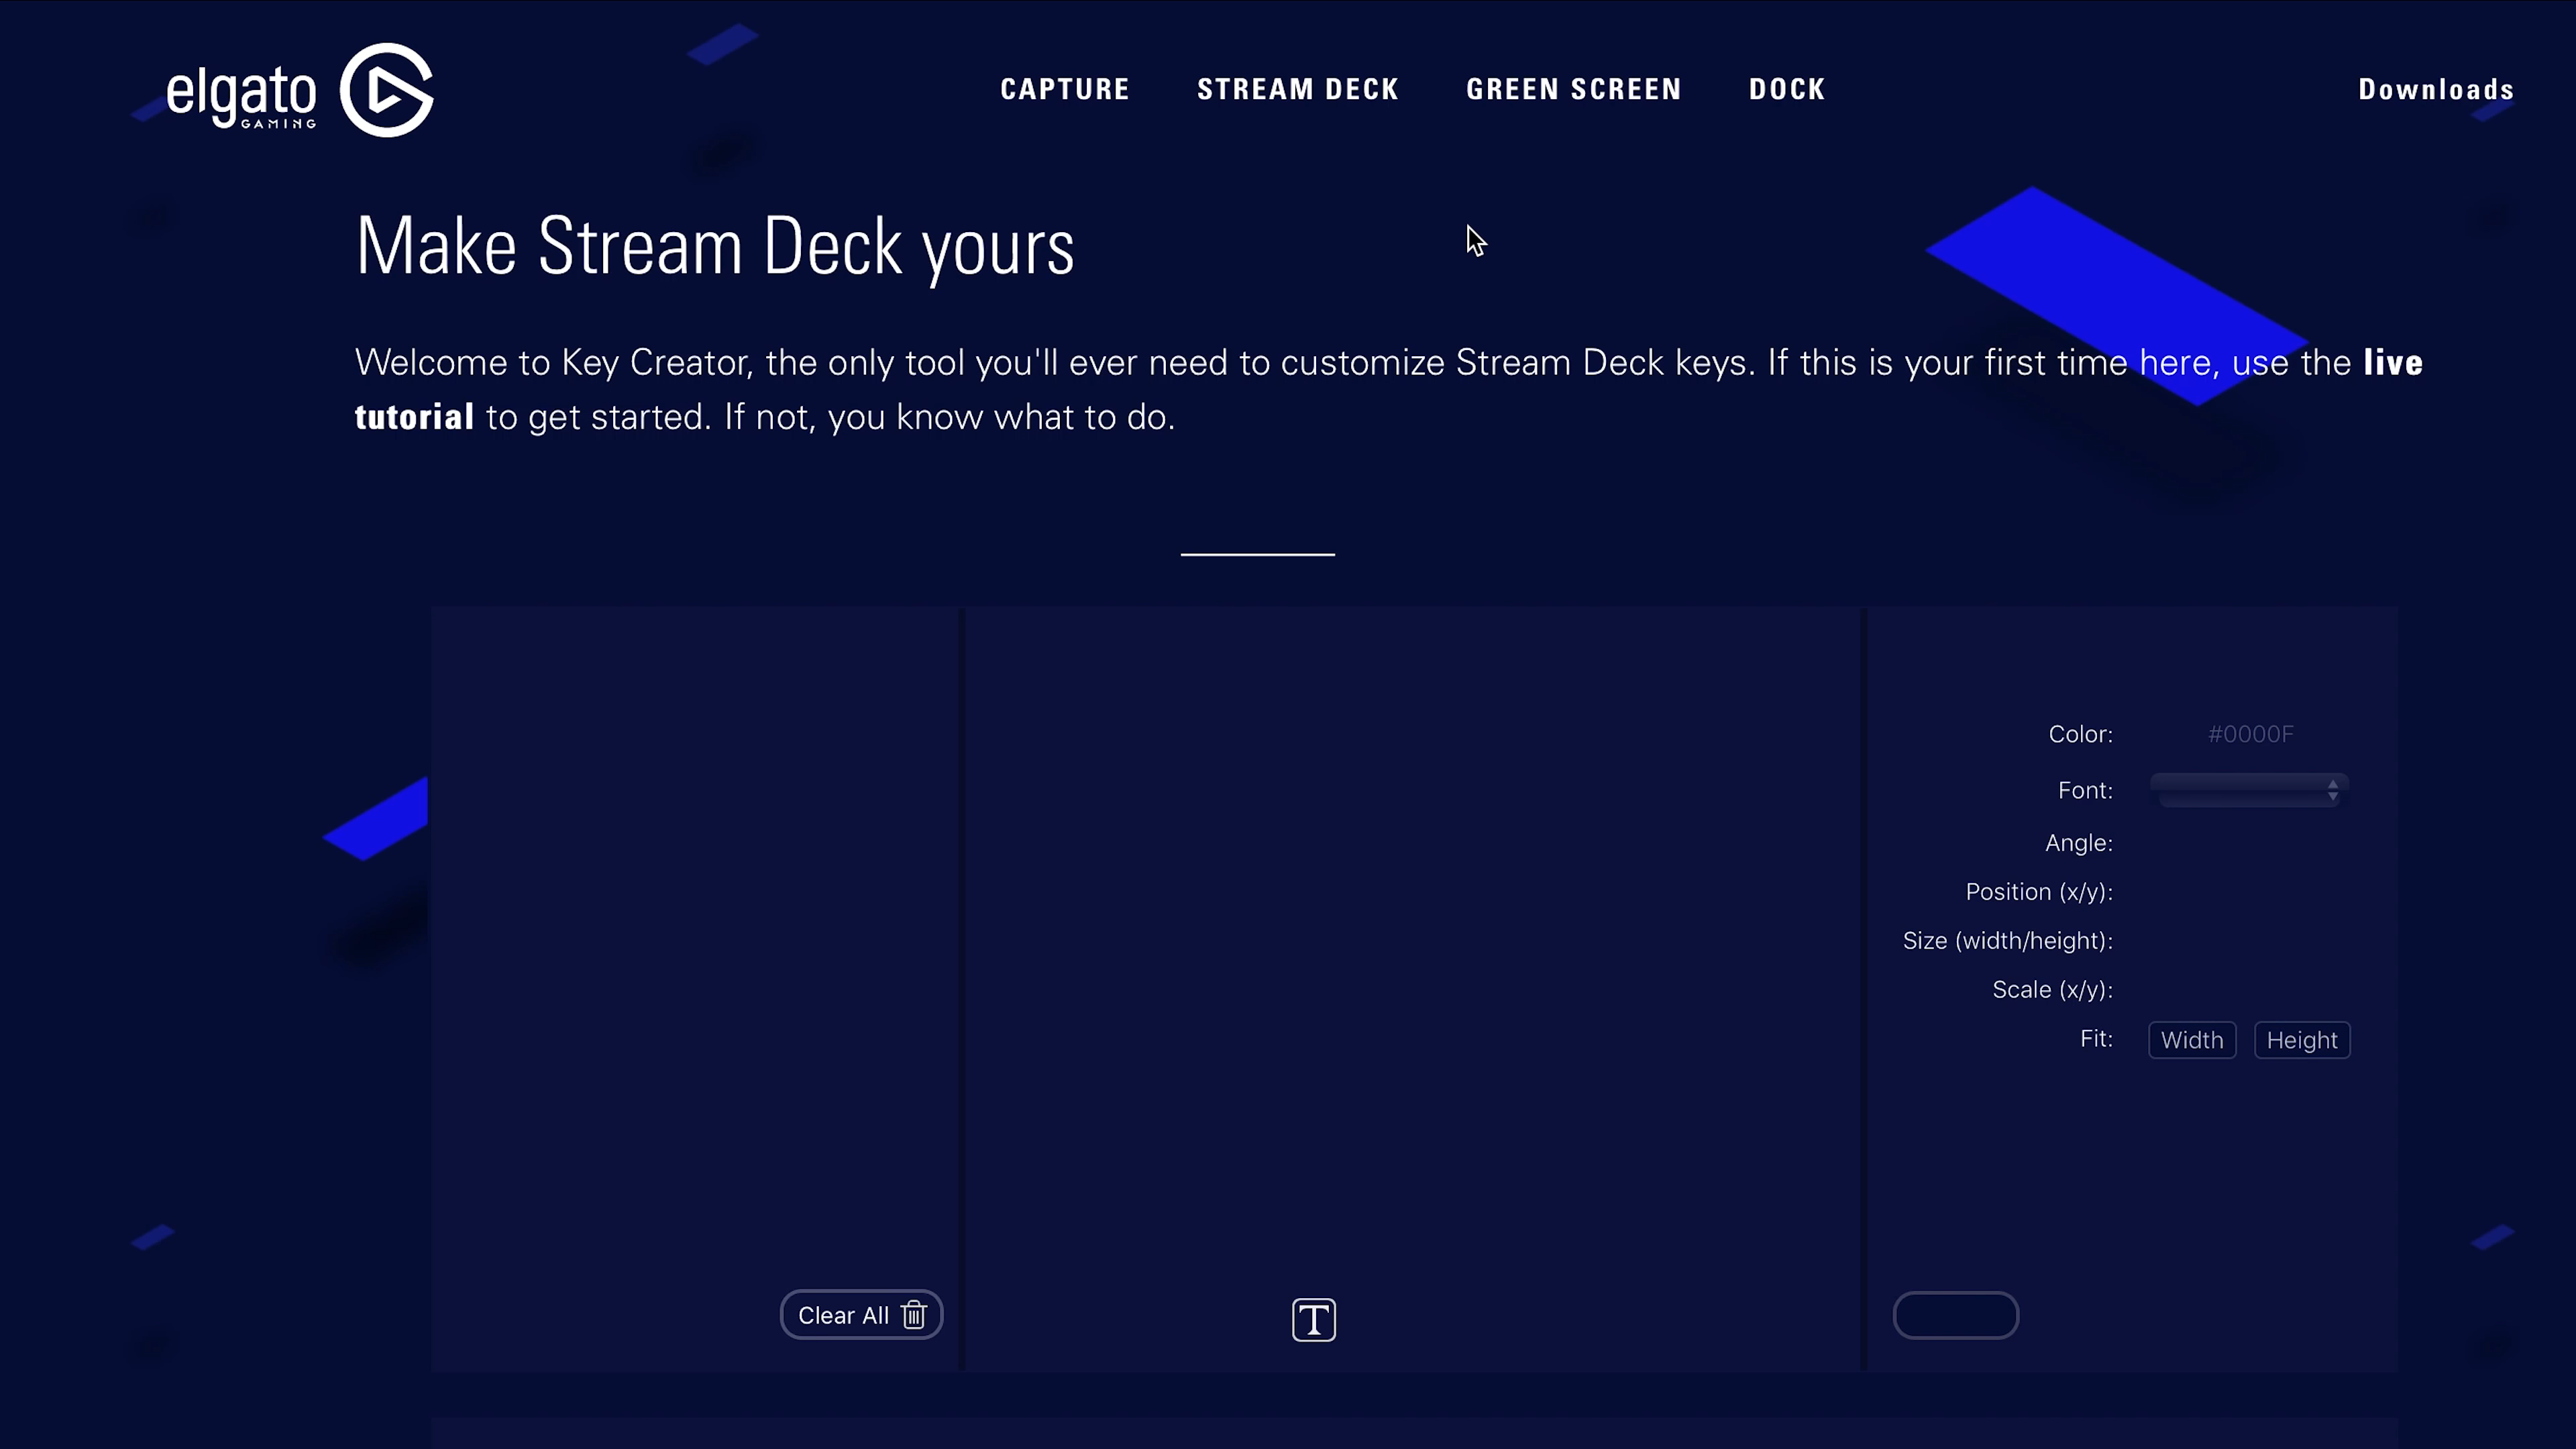 elgato
GAMING
CAPTURE STREAM DECK GREEN SCREEN DOCK Downloads
Make Stream Deck yours
Welcome to Key Creator, the only tool you'll ever need to customize Stream Deck keys. If this is your first time here, use the live
tutorial to get started. If not, you know what to do.
Color: #0000F
Font:
Angle:
Position (x/y):
Size (width/height):
Scale (x/y):
Fit: Width Height
Clear All
T